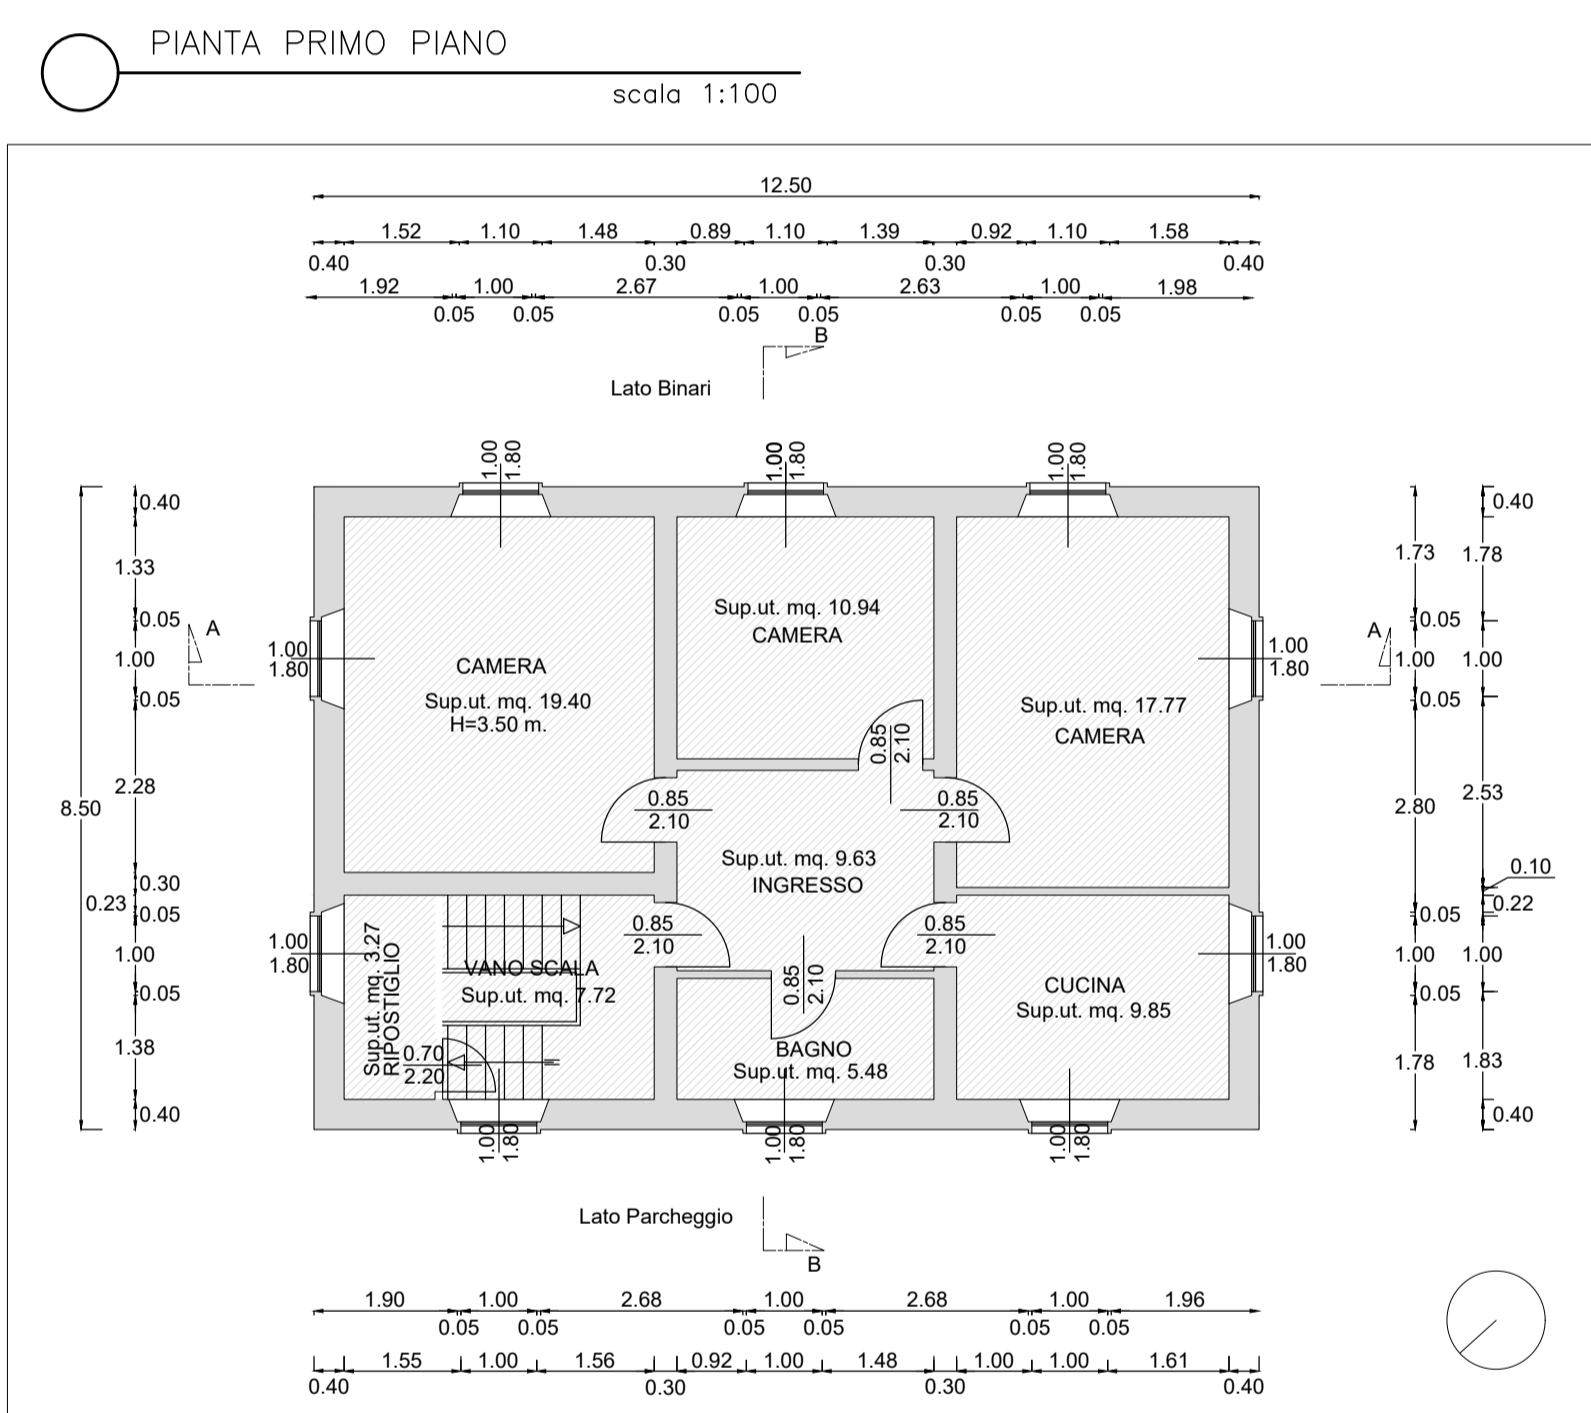 PIANTA PRIMO PIANO
scala 1:100
12.50
1.52 1.10 1.48 0.89 1.10 1.39 0.92 1.10 1.58
0.40 0.30 0.30 0.40
1.92 1.00 2.67 1.00 2.63 1.00 1.98
0.05 0.05 0.05 0.05 0.05 0.05
B
Lato Binari
1.00 1.80 1.00 1.80 1.00 1.80
8.50
0.40
1.33
0.05
1.00
0.05
2.28
0.30
0.23
0.05
1.00
0.05
1.38
0.40
A
1.00
1.80
CAMERA
Sup.ut. mq. 19.40
H=3.50 m.
Sup.ut. mq. 10.94
CAMERA
Sup.ut. mq. 17.77
CAMERA
0.85
2.10
0.85
2.10
0.85
2.10
Sup.ut. mq. 9.63
INGRESSO
1.00
1.80
Sup.ut. mq. 3.27
RIPOSTIGLIO
VANO SCALA
Sup.ut. mq. 7.72
0.70
2.20
0.85
2.10
0.85
2.10
0.85
2.10
BAGNO
Sup.ut. mq. 5.48
CUCINA
Sup.ut. mq. 9.85
1.00
1.80
1.00
1.80
A
1.73
0.05
1.00
0.05
2.80
0.05
1.00
0.05
1.78
0.40
1.78
1.00
2.53
0.10
0.22
1.00
1.83
0.40
1.00 1.80 1.00 1.80 1.00 1.80
Lato Parcheggio
B
1.90 1.00 2.68 1.00 2.68 1.00 1.96
0.05 0.05 0.05 0.05 0.05 0.05
1.55 1.00 1.56 0.92 1.00 1.48 1.00 1.00 1.61
0.40 0.30 0.30 0.40